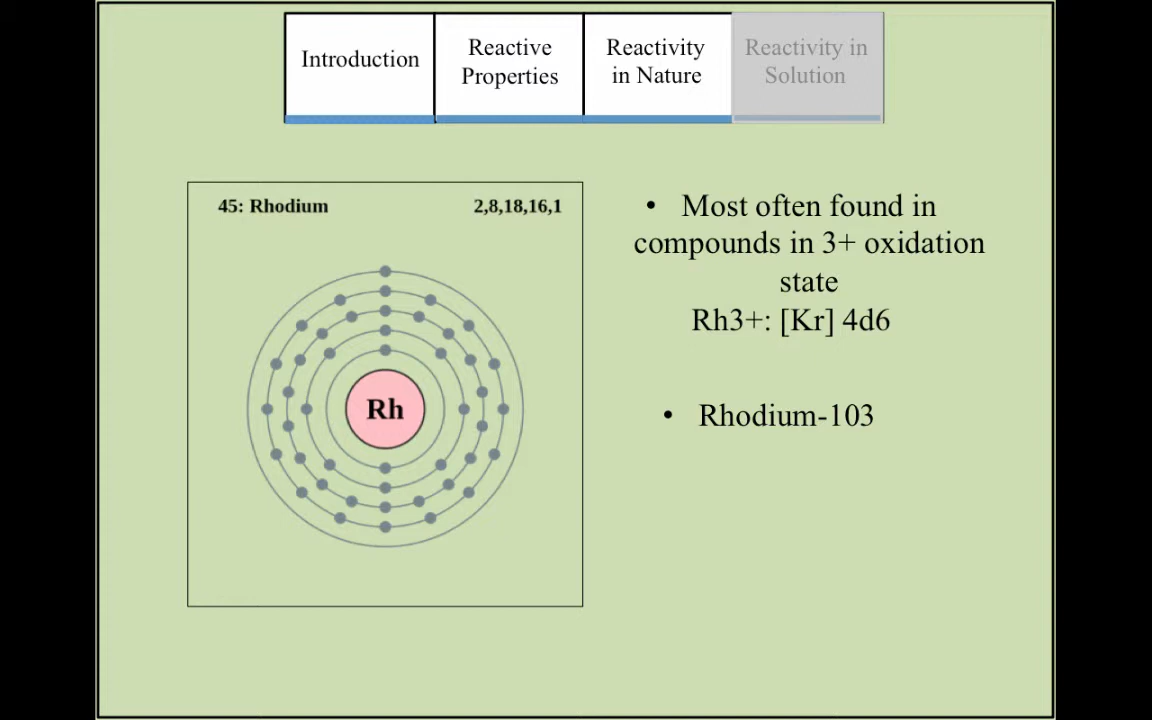 Introduction
Reactive
Properties
Reactivity
in Nature
Reactivity in
Solution
45: Rhodium
2,8,18,16,1
Rh
• Most often found in
compounds in 3+ oxidation
state
Rh3+: [Kr] 4d6
• Rhodium-103